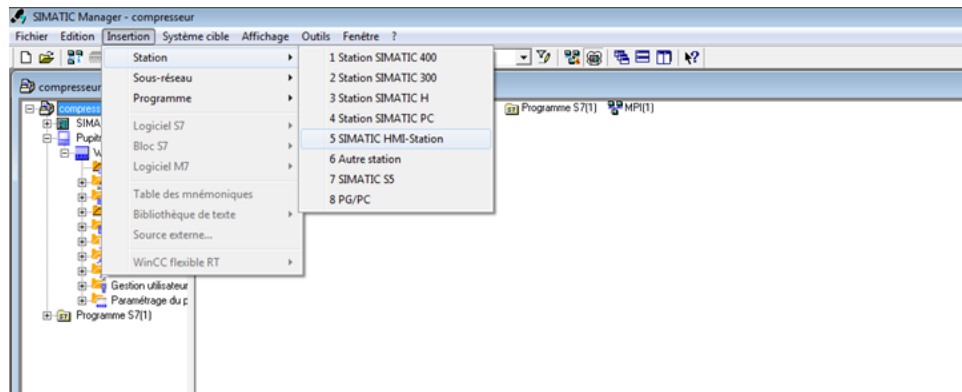 SIMATIC Manager - compresseur
Fichier Edition Insertion Système cible Affichage Outils Fenêtre ?
Station
Sous-réseau
Programme
Logiciel S7
Bloc S7
Logiciel M7
Table des mnémoniques
Bibliothèque de texte
Source externe...
WinCC flexible RT
1 Station SIMATIC 400
2 Station SIMATIC 300
3 Station SIMATIC H
4 Station SIMATIC PC
5 SIMATIC HMI-Station
6 Autre station
7 SIMATIC S5
8 PG/PC
compresseur
compress
SIMA
Pupitr
W
Gestion utilisateur
Paramétrage du p
Programme S7(1)
Programme S7(1) MPI(1)